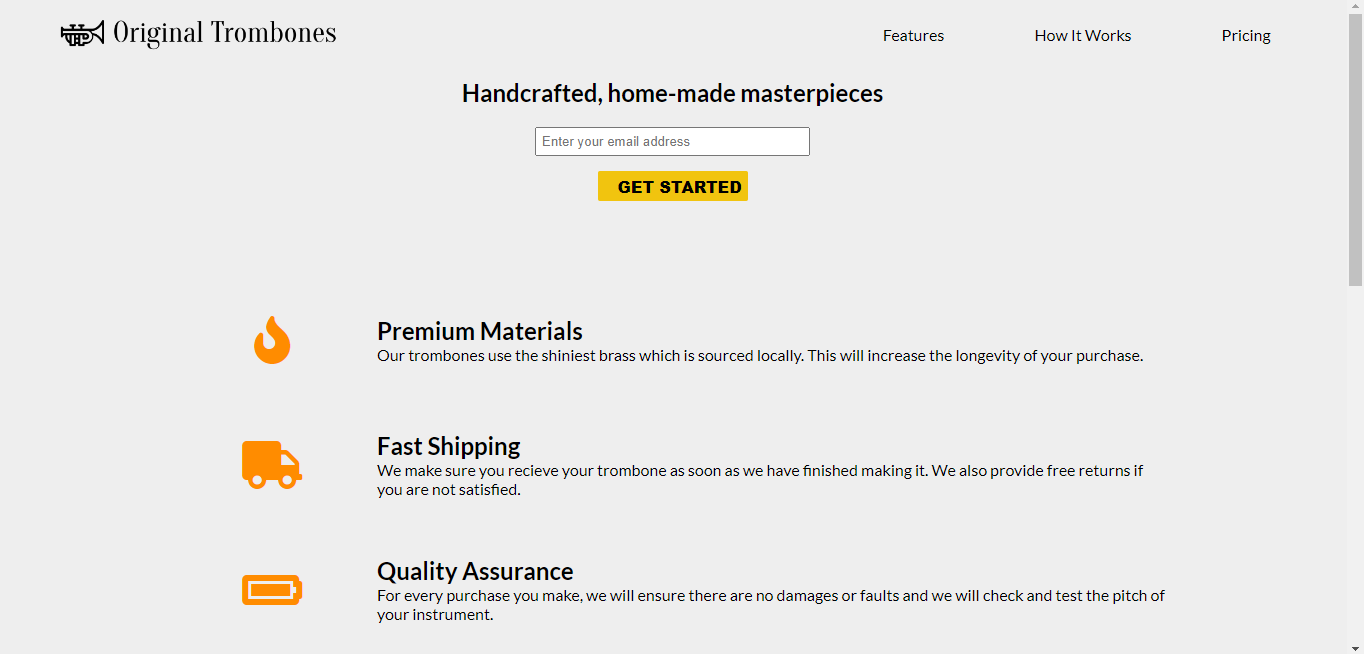 Original Trombones
Features
How It Works
Pricing
Handcrafted, home-made masterpieces
Enter your email address
GET STARTED
Premium Materials
Our trombones use the shiniest brass which is sourced locally. This will increase the longevity of your purchase.
Fast Shipping
We make sure you recieve your trombone as soon as we have finished making it. We also provide free returns if
you are not satisfied.
Quality Assurance
For every purchase you make, we will ensure there are no damages or faults and we will check and test the pitch of
your instrument.